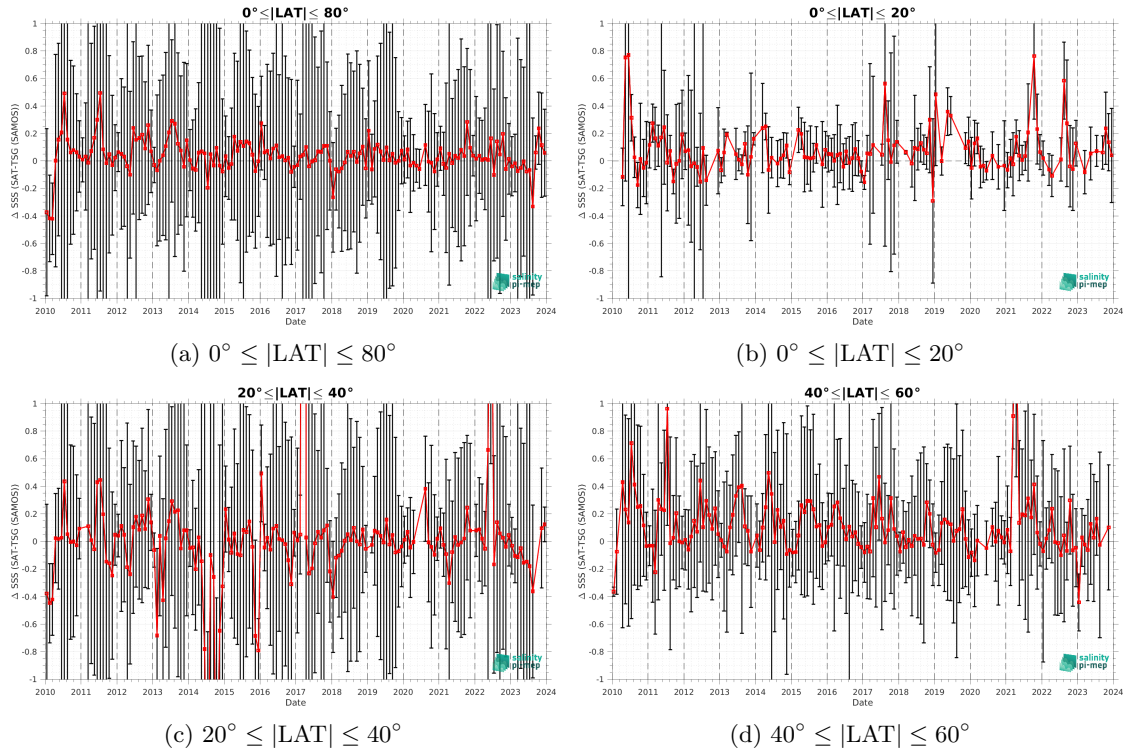 0°≤|LAT|≤ 80°
Δ SSS (SAT-TSG (SAMOS))
1
0.8
0.6
0.4
0.2
0
-0.2
-0.4
-0.6
-0.8
-1
2010 2011 2012 2013 2014 2015 2016 2017 2018 2019 2020 2021 2022 2023 2024
Date
salinity
pi-mep
(a) 0° ≤ |LAT| ≤ 80°
0°≤|LAT|≤ 20°
Δ SSS (SAT-TSG (SAMOS))
1
0.8
0.6
0.4
0.2
0
-0.2
-0.4
-0.6
-0.8
-1
2010 2011 2012 2013 2014 2015 2016 2017 2018 2019 2020 2021 2022 2023 2024
Date
salinity
pi-mep
(b) 0° ≤ |LAT| ≤ 20°
20°≤|LAT|≤ 40°
Δ SSS (SAT-TSG (SAMOS))
1
0.8
0.6
0.4
0.2
0
-0.2
-0.4
-0.6
-0.8
-1
2010 2011 2012 2013 2014 2015 2016 2017 2018 2019 2020 2021 2022 2023 2024
Date
salinity
pi-mep
(c) 20° ≤ |LAT| ≤ 40°
40°≤|LAT|≤ 60°
Δ SSS (SAT-TSG (SAMOS))
1
0.8
0.6
0.4
0.2
0
-0.2
-0.4
-0.6
-0.8
-1
2010 2011 2012 2013 2014 2015 2016 2017 2018 2019 2020 2021 2022 2023 2024
Date
salinity
pi-mep
(d) 40° ≤ |LAT| ≤ 60°